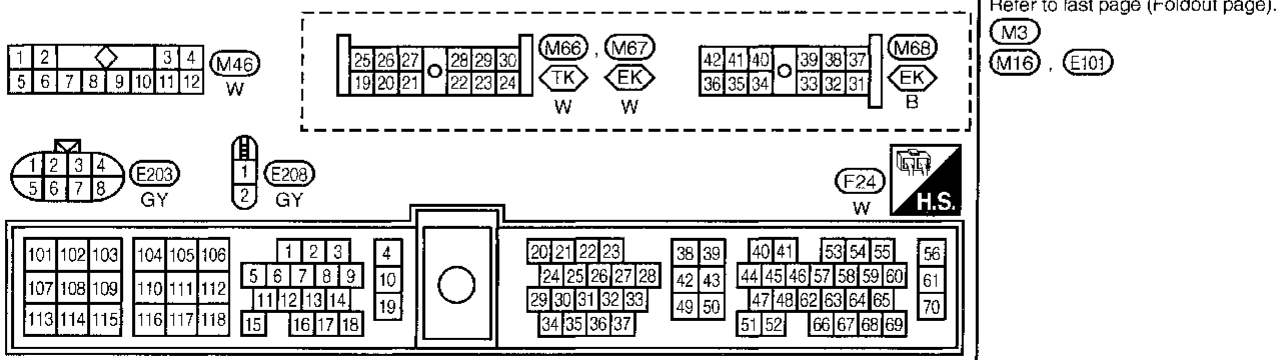 Refer to last page (Foldout page).
M3
M16 , E101
1 2 3 4
5 6 7 8 9 10 11 12
M46
W
25 26 27 28 29 30
19 20 21 22 23 24
M66 , M67
TK EK
W W
42 41 40 39 38 37
36 35 34 33 32 31
M68
EK
B
1 2 3 4
5 6 7 8
E203
GY
1
2
E208
GY
F24
W
H.S.
101 102 103 104 105 106 1 2 3 4 20 21 22 23 38 39 40 41 53 54 55 56
107 108 109 110 111 112 5 6 7 8 9 10 24 25 26 27 28 42 43 44 45 46 57 58 59 60 61
113 114 115 116 117 118 11 12 13 14 19 29 30 31 32 33 49 50 47 48 62 63 64 65 70
15 16 17 18 34 35 36 37 51 52 66 67 68 69